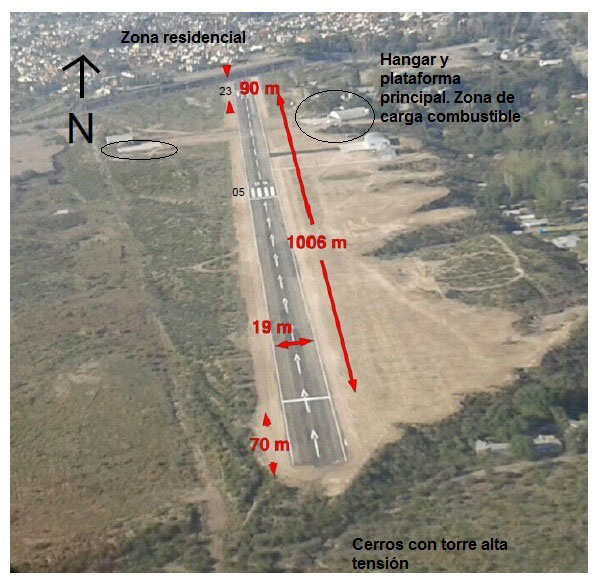 Zona residencial
Hangar y
plataforma
principal. Zona de
carga combustible
N
23
90 m
05
1006 m
19 m
70 m
Cerros con torre alta
tensión